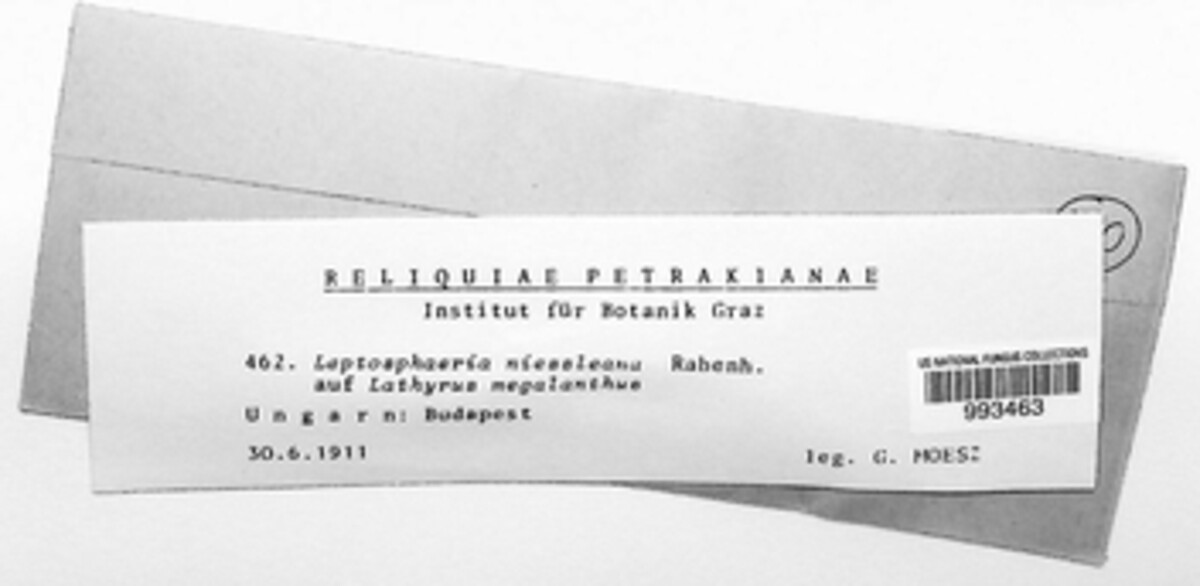 RELIQUIAE PETRAKIANAE
Institut für Botanik Graz
462. Leptosphaeria niessleana Rabenh.
auf Lathyrus megalanthus
Ungarn: Budapest
30.6.1911
leg. G. MOESZ
US NATIONAL FUNGUS COLLECTIONS
993463